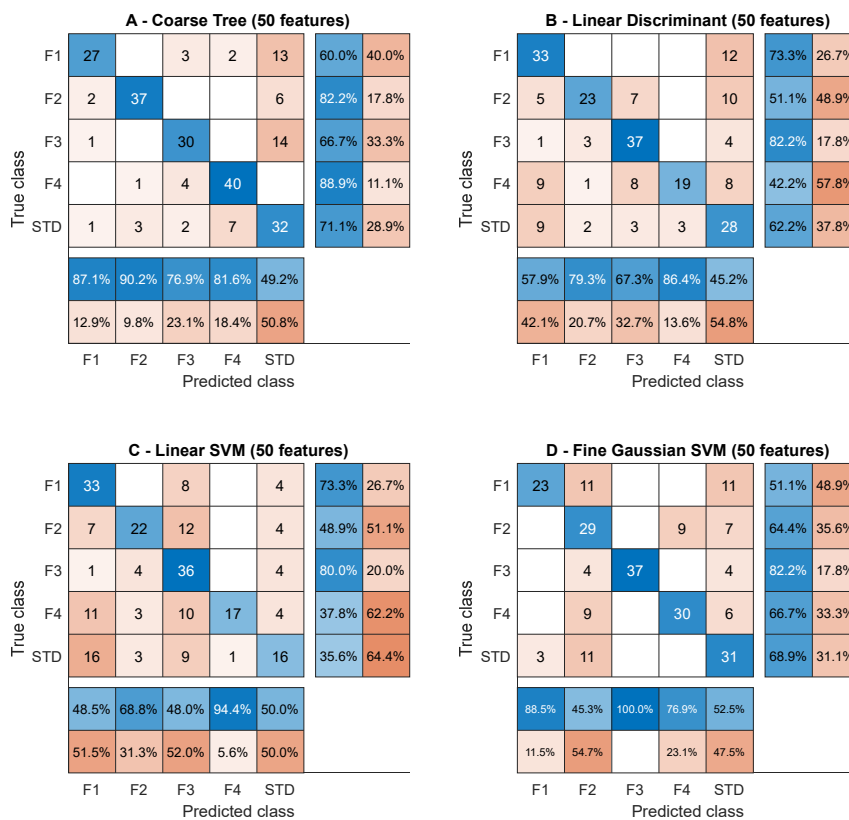 A - Coarse Tree (50 features)
F1 27 3 2 13 60.0% 40.0%
F2 2 37 6 82.2% 17.8%
F3 1 30 14 66.7% 33.3%
F4 1 4 40 88.9% 11.1%
STD 1 3 2 7 32 71.1% 28.9%
True class
87.1% 90.2% 76.9% 81.6% 49.2%
12.9% 9.8% 23.1% 18.4% 50.8%
F1 F2 F3 F4 STD
Predicted class
B - Linear Discriminant (50 features)
F1 33 12 73.3% 26.7%
F2 5 23 7 10 51.1% 48.9%
F3 1 3 37 4 82.2% 17.8%
F4 9 1 8 19 8 42.2% 57.8%
STD 9 2 3 3 28 62.2% 37.8%
True class
57.9% 79.3% 67.3% 86.4% 45.2%
42.1% 20.7% 32.7% 13.6% 54.8%
F1 F2 F3 F4 STD
Predicted class
C - Linear SVM (50 features)
F1 33 8 4 73.3% 26.7%
F2 7 22 12 4 48.9% 51.1%
F3 1 4 36 4 80.0% 20.0%
F4 11 3 10 17 4 37.8% 62.2%
STD 16 3 9 1 16 35.6% 64.4%
True class
48.5% 68.8% 48.0% 94.4% 50.0%
51.5% 31.3% 52.0% 5.6% 50.0%
F1 F2 F3 F4 STD
Predicted class
D - Fine Gaussian SVM (50 features)
F1 23 11 11 51.1% 48.9%
F2 29 9 7 64.4% 35.6%
F3 4 37 4 82.2% 17.8%
F4 9 30 6 66.7% 33.3%
STD 3 11 31 68.9% 31.1%
True class
88.5% 45.3% 100.0% 76.9% 52.5%
11.5% 54.7% 23.1% 47.5%
F1 F2 F3 F4 STD
Predicted class